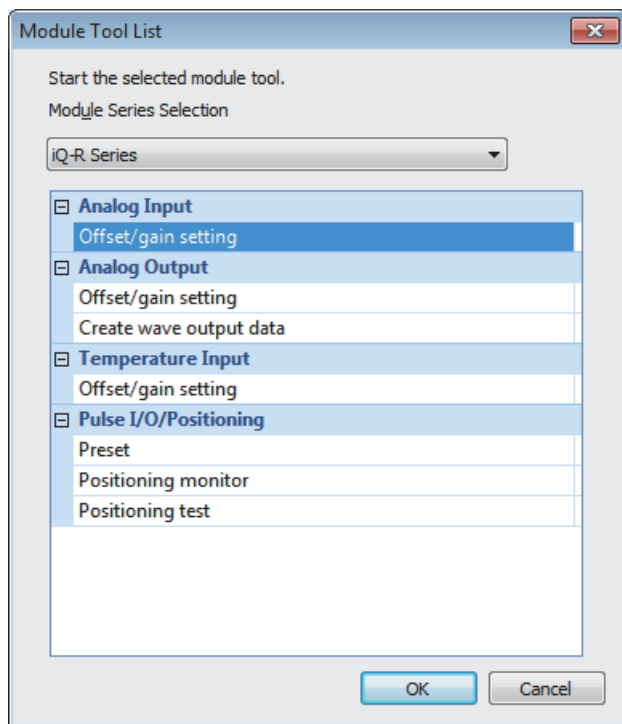 Module Tool List
Start the selected module tool.
Module Series Selection
iQ-R Series
Analog Input
Offset/gain setting
Analog Output
Offset/gain setting
Create wave output data
Temperature Input
Offset/gain setting
Pulse I/O/Positioning
Preset
Positioning monitor
Positioning test
OK Cancel